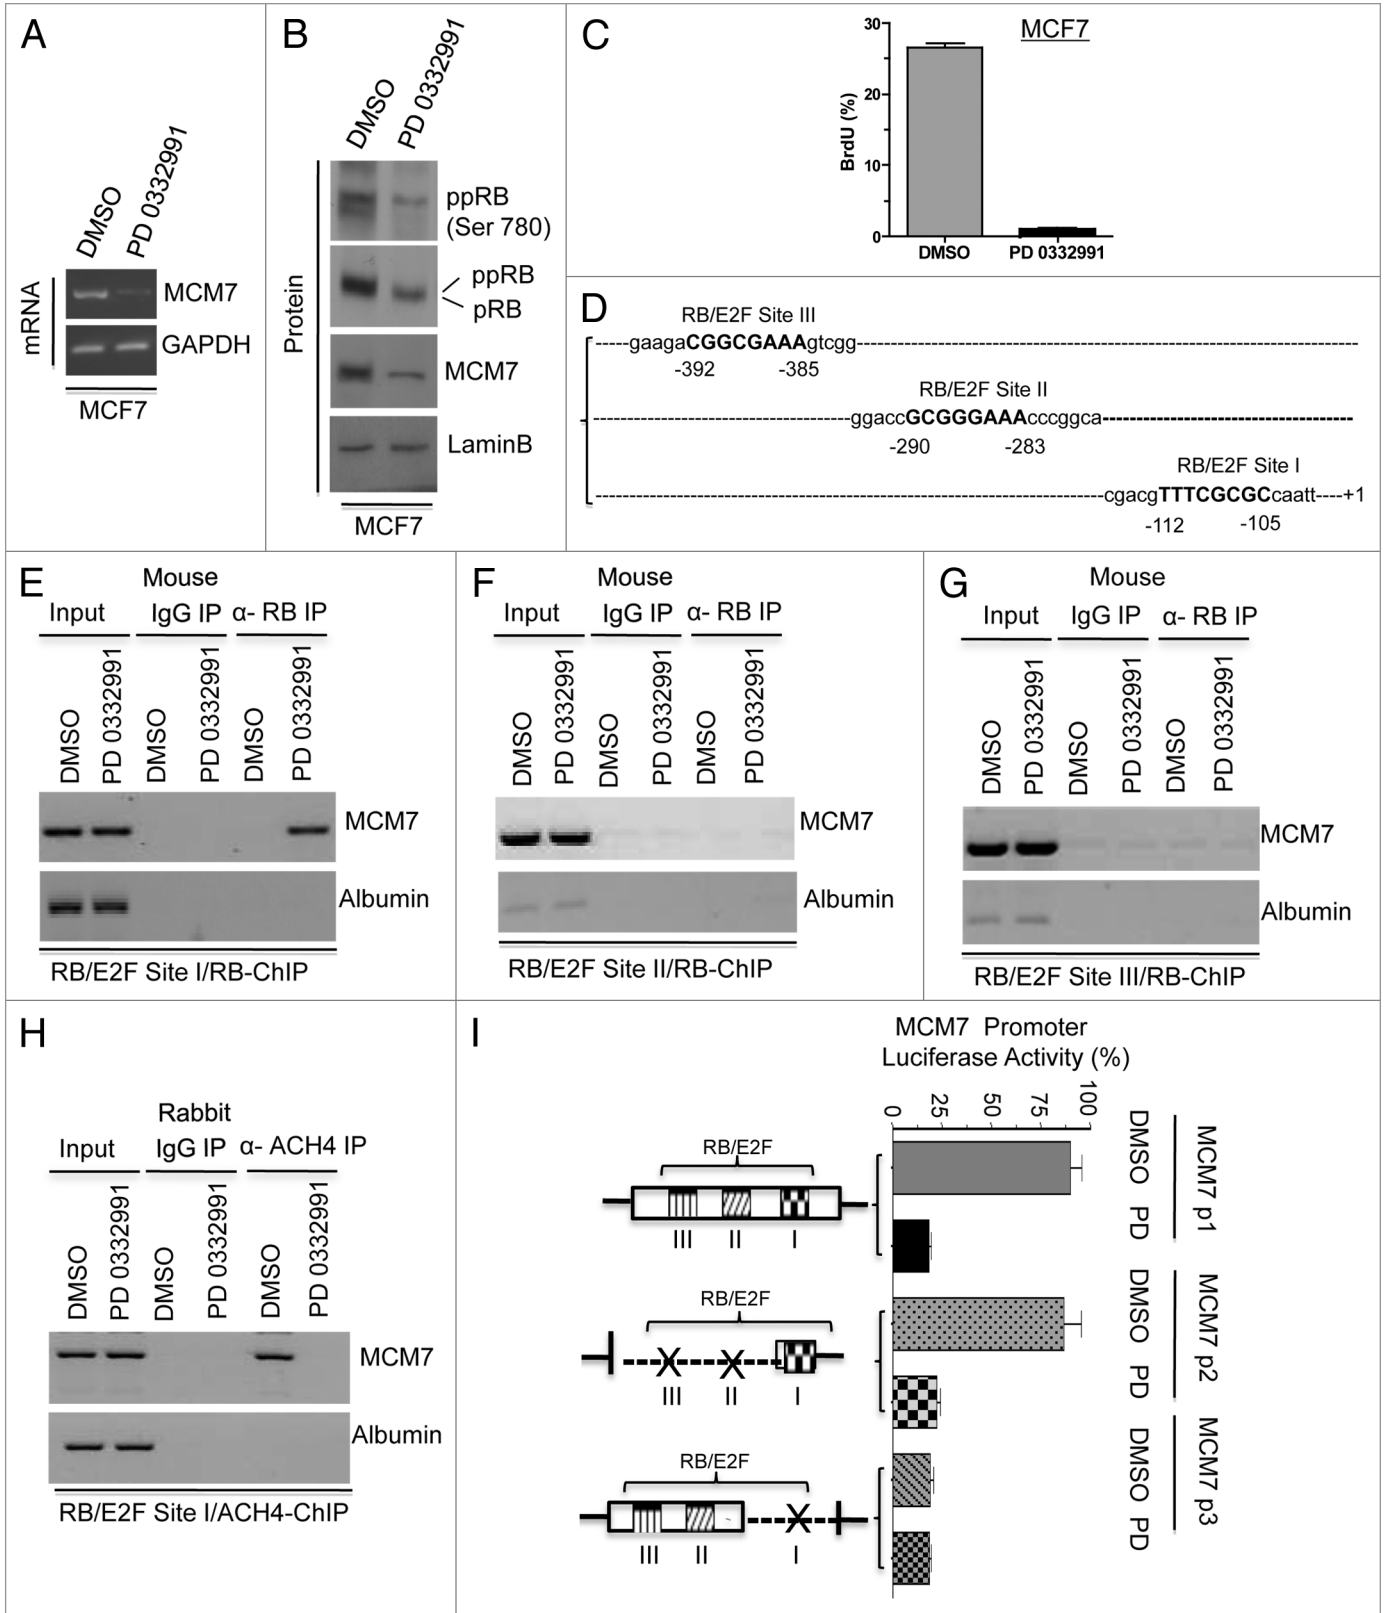 A
DMSO
PD 0332991
mRNA
MCM7
GAPDH
MCF7
B
DMSO
PD 0332991
Protein
ppRB
(Ser 780)
ppRB
pRB
MCM7
LaminB
MCF7
C
MCF7
BrdU (%)
30
20
10
0
DMSO
PD 0332991
D
RB/E2F Site III
gaagaCGGCGAAAgtcgg
-392 -385
RB/E2F Site II
ggaccGCGGGAAAcccggca
-290 -283
RB/E2F Site I
cgacgTTTCGCGCcaatt----+1
-112 -105
E
Mouse
Input IgG IP α- RB IP
DMSO PD 0332991 DMSO PD 0332991 DMSO PD 0332991
MCM7
Albumin
RB/E2F Site I/RB-ChIP
F
Mouse
Input IgG IP α- RB IP
DMSO PD 0332991 DMSO PD 0332991 DMSO PD 0332991
MCM7
Albumin
RB/E2F Site II/RB-ChIP
G
Mouse
Input IgG IP α- RB IP
DMSO PD 0332991 DMSO PD 0332991 DMSO PD 0332991
MCM7
Albumin
RB/E2F Site III/RB-ChIP
H
Rabbit
Input IgG IP α- ACH4 IP
DMSO PD 0332991 DMSO PD 0332991 DMSO PD 0332991
MCM7
Albumin
RB/E2F Site I/ACH4-ChIP
I
MCM7 Promoter
Luciferase Activity (%)
0 25 50 75 100
RB/E2F
III II I
DMSO PD
MCM7 p1
RB/E2F
X X
III II I
DMSO PD
MCM7 p2
RB/E2F
X
III II I
DMSO PD
MCM7 p3